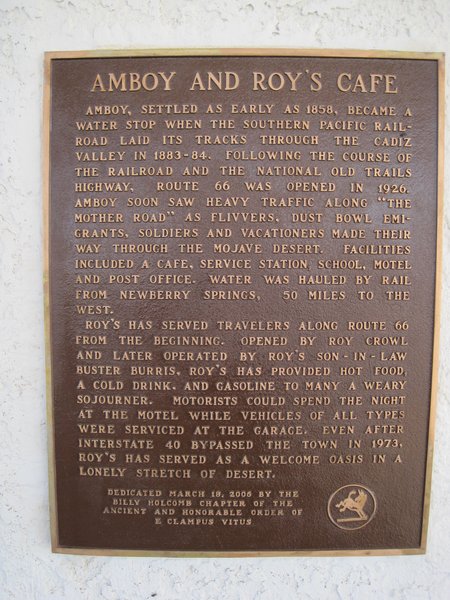 AMBOY AND ROY'S CAFE
AMBOY, SETTLED AS EARLY AS 1858, BECAME A
WATER STOP WHEN THE SOUTHERN PACIFIC RAIL-
ROAD LAID ITS TRACKS THROUGH THE CADIZ
VALLEY IN 1883-84. FOLLOWING THE COURSE OF
THE RAILROAD AND THE NATIONAL OLD TRAILS
HIGHWAY, ROUTE 66 WAS OPENED IN 1926.
AMBOY SOON SAW HEAVY TRAFFIC ALONG "THE
MOTHER ROAD" AS FLIVVERS, DUST BOWL EMI-
GRANTS, SOLDIERS AND VACATIONERS MADE THEIR
WAY THROUGH THE MOJAVE DESERT. FACILITIES
INCLUDED A CAFE, SERVICE STATION, SCHOOL, MOTEL
AND POST OFFICE. WATER WAS HAULED BY RAIL
FROM NEWBERRY SPRINGS, 50 MILES TO THE
WEST.
ROY'S HAS SERVED TRAVELERS ALONG ROUTE 66
FROM THE BEGINNING. OPENED BY ROY CROWL
AND LATER OPERATED BY ROY'S SON-IN-LAW
BUSTER BURRIS, ROY'S HAS PROVIDED HOT FOOD,
A COLD DRINK, AND GASOLINE TO MANY A WEARY
SOJOURNER. MOTORISTS COULD SPEND THE NIGHT
AT THE MOTEL WHILE VEHICLES OF ALL TYPES
WERE SERVICED AT THE GARAGE. EVEN AFTER
INTERSTATE 40 BYPASSED THE TOWN IN 1973,
ROY'S HAS SERVED AS A WELCOME OASIS IN A
LONELY STRETCH OF DESERT.
DEDICATED MARCH 19, 2005 BY THE
BILLY HOLCOMB CHAPTER OF THE
ANCIENT AND HONORABLE ORDER OF
E CLAMPUS VITUS